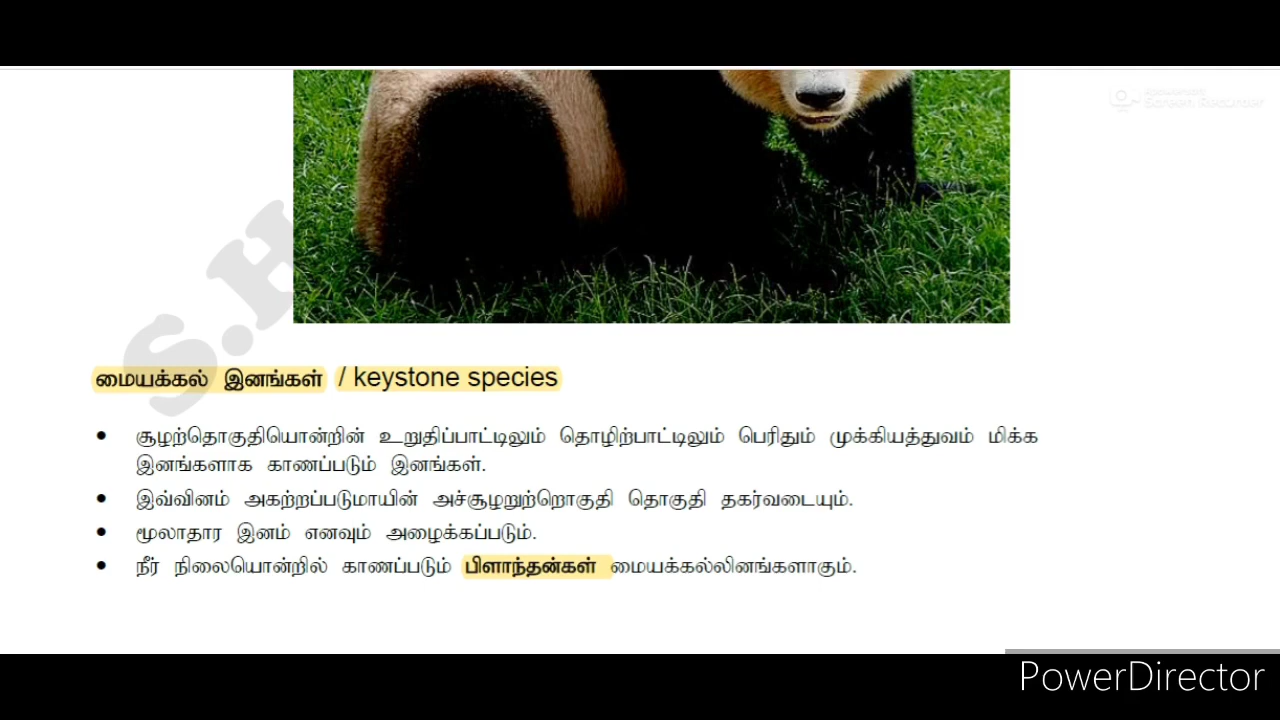 Screen Recorder
S.H
மையக்கல் இனங்கள் / keystone species
• சூழற்தொகுதியொன்றின் உறுதிப்பாட்டிலும் தொழிற்பாட்டிலும் பெரிதும் முக்கியத்துவம் மிக்க
இனங்களாக காணப்படும் இனங்கள்.
• இவ்வினம் அகற்றப்படுமாயின் அச்சூழறுற்றொகுதி தொகுதி தகர்வடையும்.
• மூலாதார இனம் எனவும் அழைக்கப்படும்.
• நீர் நிலையொன்றில் காணப்படும் பிளாந்தன்கள் மையக்கல்லினங்களாகும்.
PowerDirector